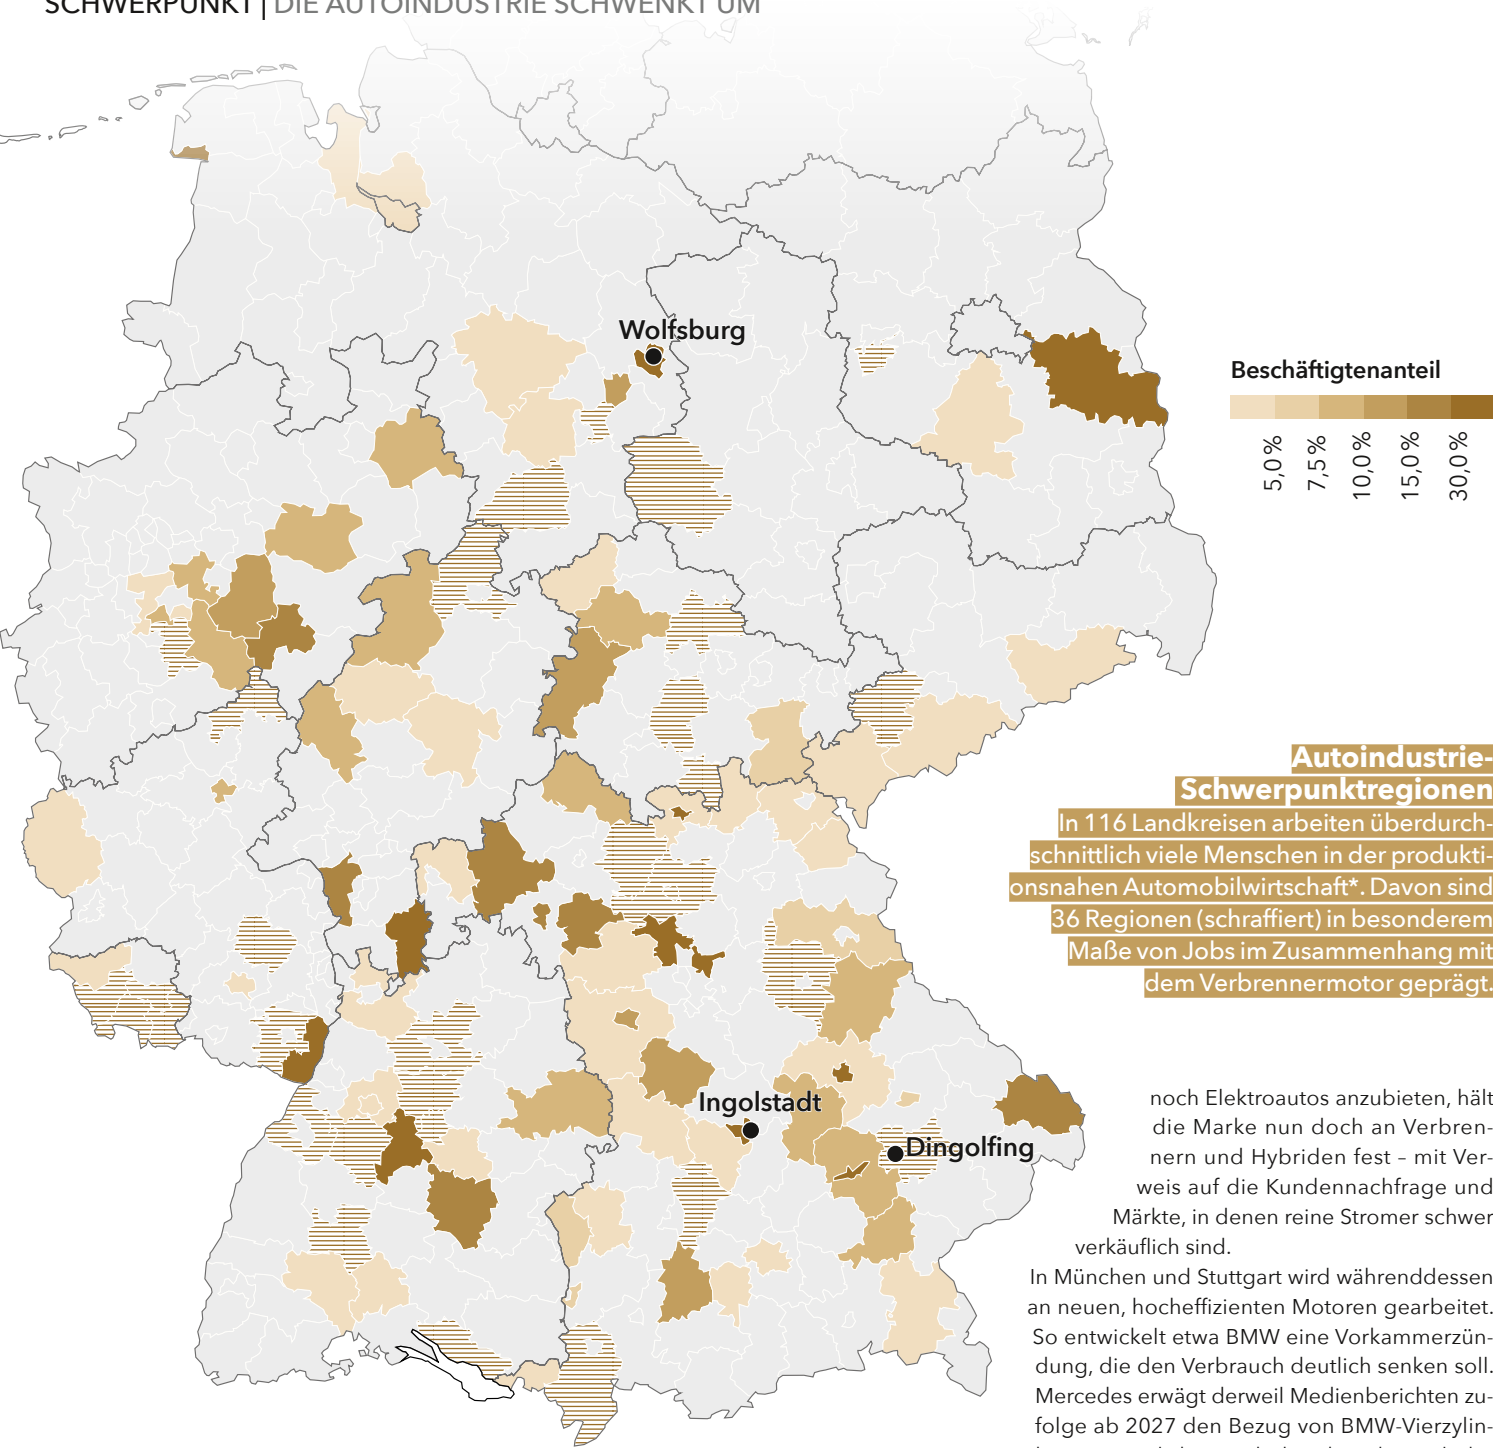 SCHWERPUNKT | DIE AUTOINDUSTRIE SCHWENKT UM
Wolfsburg
Ingolstadt
Dingolfing
Beschäftigtenanteil
5,0 %
7,5 %
10,0 %
15,0 %
30,0 %
Autoindustrie-
Schwerpunktregionen
In 116 Landkreisen arbeiten überdurch-
schnittlich viele Menschen in der produkti-
onsnahen Automobilwirtschaft*. Davon sind
36 Regionen (schraffiert) in besonderem
Maße von Jobs im Zusammenhang mit
dem Verbrennermotor geprägt.
noch Elektroautos anzubieten, hält
die Marke nun doch an Verbren-
nern und Hybriden fest – mit Ver-
weis auf die Kundennachfrage und
Märkte, in denen reine Stromer schwer
verkäuflich sind.
In München und Stuttgart wird währenddessen
an neuen, hocheffizienten Motoren gearbeitet.
So entwickelt etwa BMW eine Vorkammerzün-
dung, die den Verbrauch deutlich senken soll.
Mercedes erwägt derweil Medienberichten zu-
folge ab 2027 den Bezug von BMW-Vierzylin-